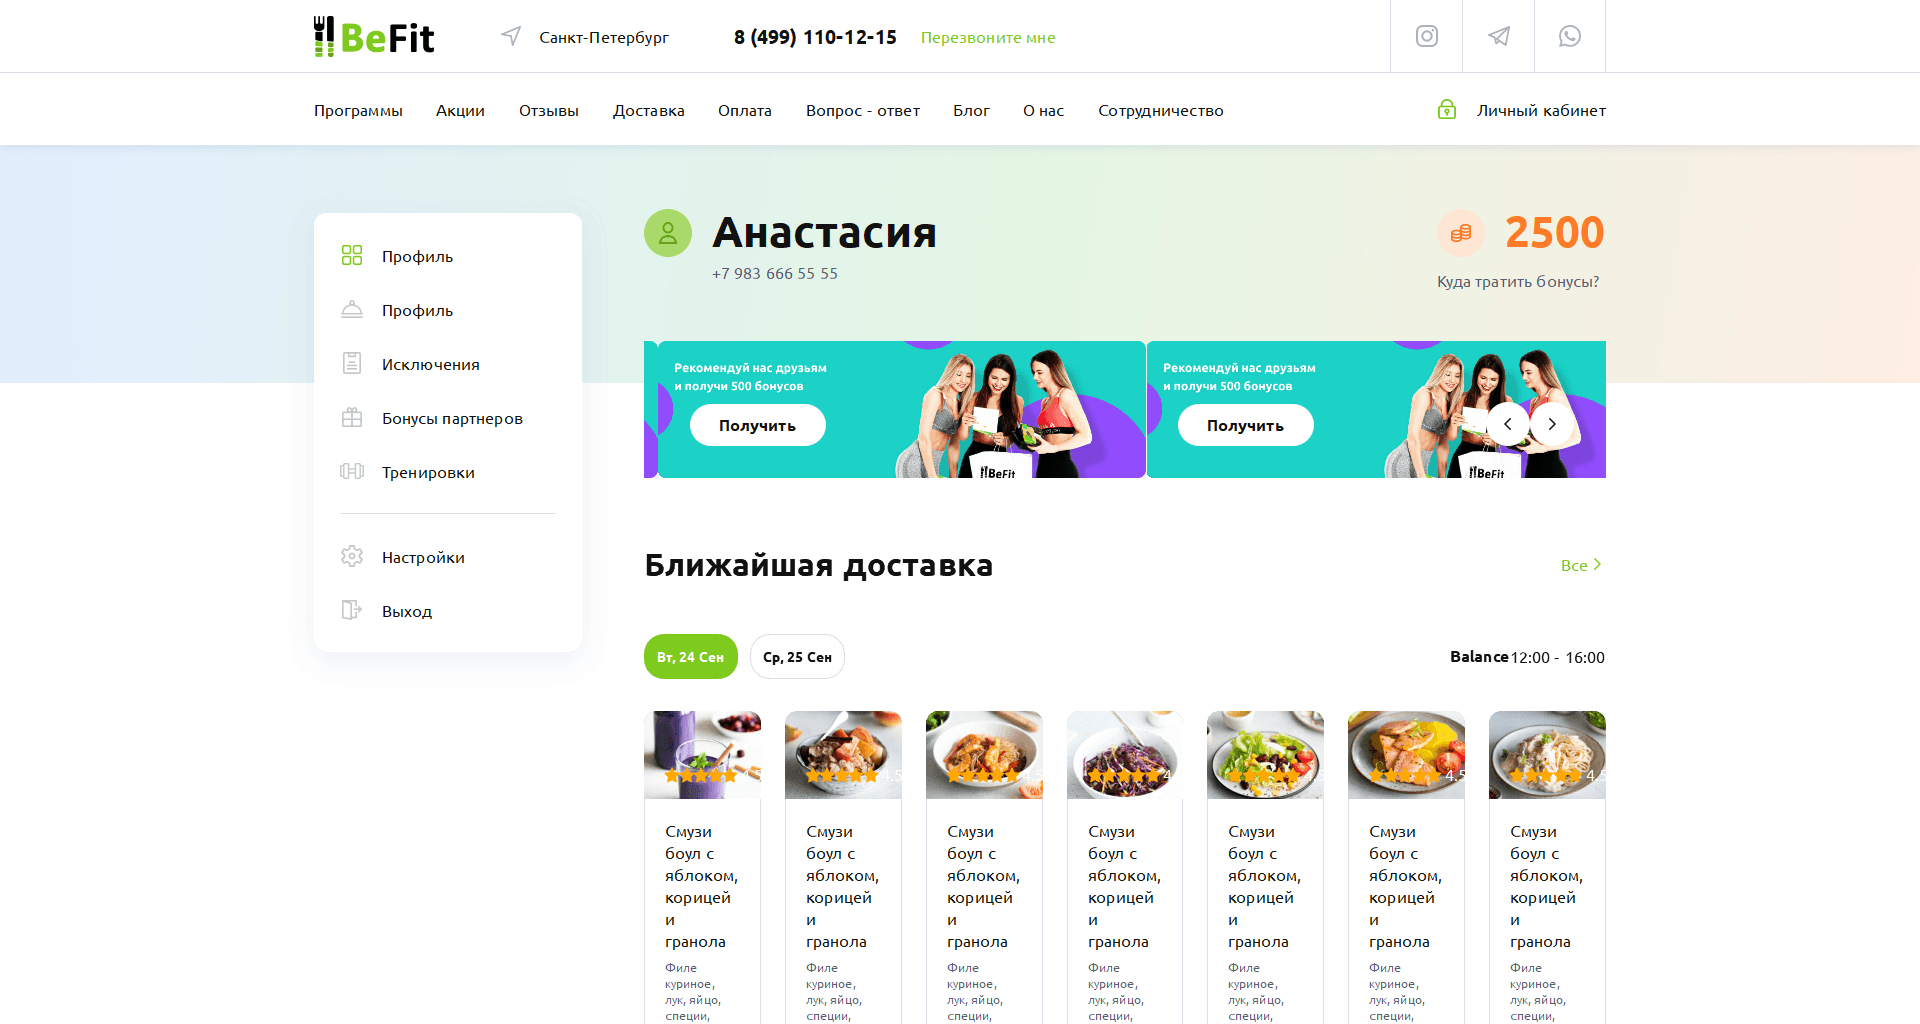 BeFit
Санкт-Петербург
8 (499) 110-12-15
Перезвоните мне
Программы
Акции
Отзывы
Доставка
Оплата
Вопрос - ответ
Блог
О нас
Сотрудничество
Личный кабинет
Профиль
Профиль
Исключения
Бонусы партнеров
Тренировки
Настройки
Выход
Анастасия
+7 983 666 55 55
2500
Куда тратить бонусы?
Рекомендуй нас друзьям
и получи 500 бонусов
Получить
BeFit
Рекомендуй нас друзьям
и получи 500 бонусов
Получить
BeFit
Ближайшая доставка
Все
Вт, 24 Сен
Ср, 25 Сен
Balance 12:00 - 16:00
4.5
Смузи
боул с
яблоком,
корицей
и
гранола
Филе
куриное,
лук, яйцо,
специи,
4.5
Смузи
боул с
яблоком,
корицей
и
гранола
Филе
куриное,
лук, яйцо,
специи,
4.5
Смузи
боул с
яблоком,
корицей
и
гранола
Филе
куриное,
лук, яйцо,
специи,
Смузи
боул с
яблоком,
корицей
и
гранола
Филе
куриное,
лук, яйцо,
специи,
4.5
Смузи
боул с
яблоком,
корицей
и
гранола
Филе
куриное,
лук, яйцо,
специи,
4.5
Смузи
боул с
яблоком,
корицей
и
гранола
Филе
куриное,
лук, яйцо,
специи,
4.5
Смузи
боул с
яблоком,
корицей
и
гранола
Филе
куриное,
лук, яйцо,
специи,